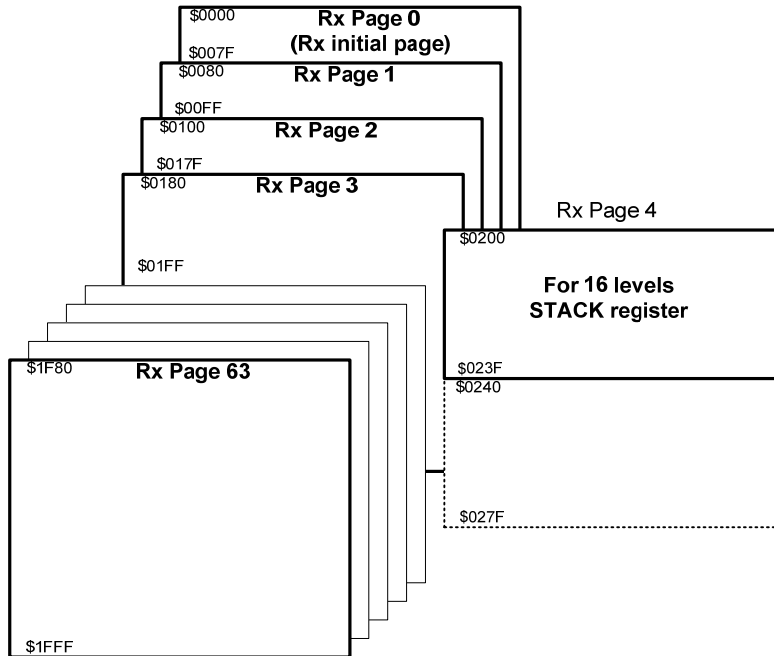 $0000
Rx Page 0
(Rx initial page)
$007F
$0080
Rx Page 1
$00FF
$0100
Rx Page 2
$017F
$0180
Rx Page 3
$01FF
Rx Page 4
$0200
For 16 levels
STACK register
$023F
$0240
$027F
$1F80
Rx Page 63
$1FFF